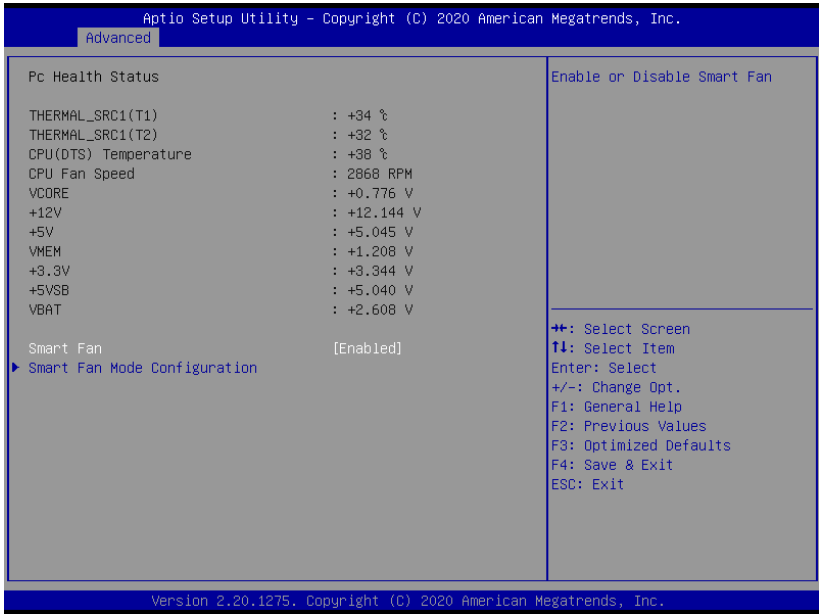 Aptio Setup Utility – Copyright (C) 2020 American Megatrends, Inc.
Advanced
Pc Health Status
THERMAL_SRC1(T1) : +34 ℃
THERMAL_SRC1(T2) : +32 ℃
CPU(DTS) Temperature : +38 ℃
CPU Fan Speed : 2868 RPM
VCORE : +0.776 V
+12V : +12.144 V
+5V : +5.045 V
VMEM : +1.208 V
+3.3V : +3.344 V
+5VSB : +5.040 V
VBAT : +2.608 V
Smart Fan [Enabled]
▶ Smart Fan Mode Configuration
Enable or Disable Smart Fan
→←: Select Screen
↑↓: Select Item
Enter: Select
+/-: Change Opt.
F1: General Help
F2: Previous Values
F3: Optimized Defaults
F4: Save & Exit
ESC: Exit
Version 2.20.1275. Copyright (C) 2020 American Megatrends, Inc.